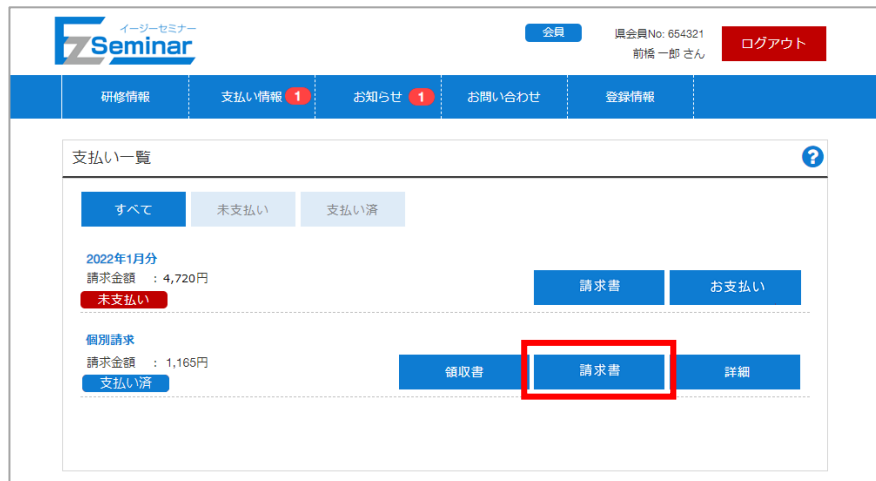 イージーセミナー
EzSeminar
会員
県会員No: 654321
前橋 一郎 さん
ログアウト
研修情報
支払い情報 1
お知らせ 1
お問い合わせ
登録情報
支払い一覧
?
すべて
未支払い
支払い済
2022年1月分
請求金額 : 4,720円
未支払い
請求書
お支払い
個別請求
請求金額 : 1,165円
支払い済
領収書
請求書
詳細